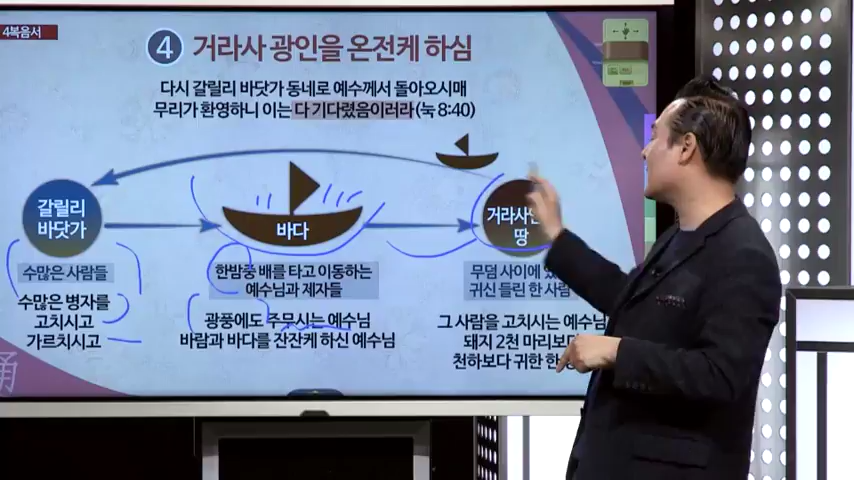 4복음서
4 거라사 광인을 온전케 하심
다시 갈릴리 바닷가 동네로 예수께서 돌아오시매
무리가 환영하니 이는 다 기다렸음이러라 (눅 8:40)
갈릴리
바닷가
바다
거라사인
땅
수많은 사람들
수많은 병자를
고치시고
가르치시고
한밤중 배를 타고 이동하는
예수님과 제자들
광풍에도 주무시는 예수님
바람과 바다를 잔잔케 하신 예수님
무덤 사이에
귀신 들린 한 사람
그 사람을 고치시는 예수님
돼지 2천 마리보다
천하보다 귀한 한